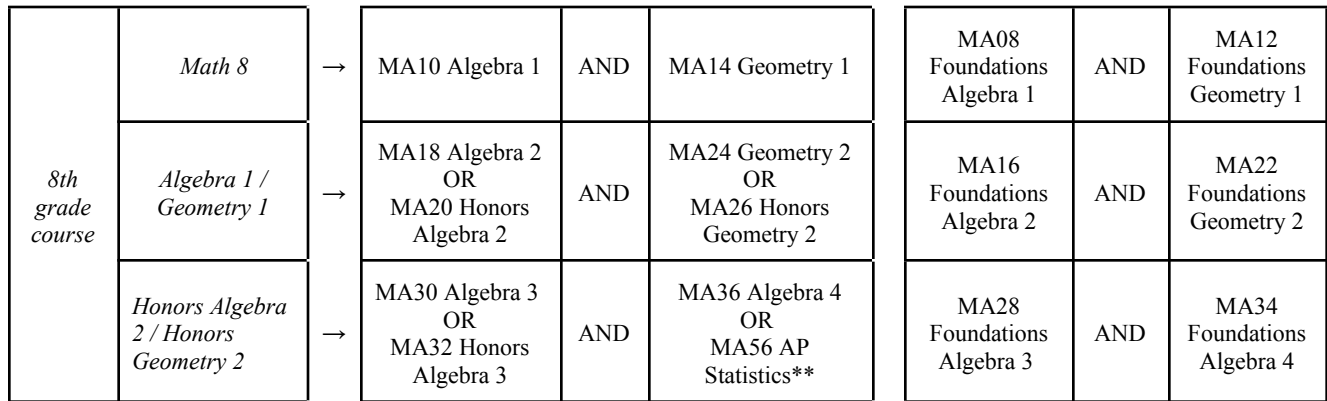 8th
grade
course
Math 8
→
MA10 Algebra 1
AND
MA14 Geometry 1
MA08
Foundations
Algebra 1
AND
MA12
Foundations
Geometry 1
Algebra 1 /
Geometry 1
→
MA18 Algebra 2
OR
MA20 Honors
Algebra 2
AND
MA24 Geometry 2
OR
MA26 Honors
Geometry 2
MA16
Foundations
Algebra 2
AND
MA22
Foundations
Geometry 2
Honors Algebra
2 / Honors
Geometry 2
→
MA30 Algebra 3
OR
MA32 Honors
Algebra 3
AND
MA36 Algebra 4
OR
MA56 AP
Statistics**
MA28
Foundations
Algebra 3
AND
MA34
Foundations
Algebra 4